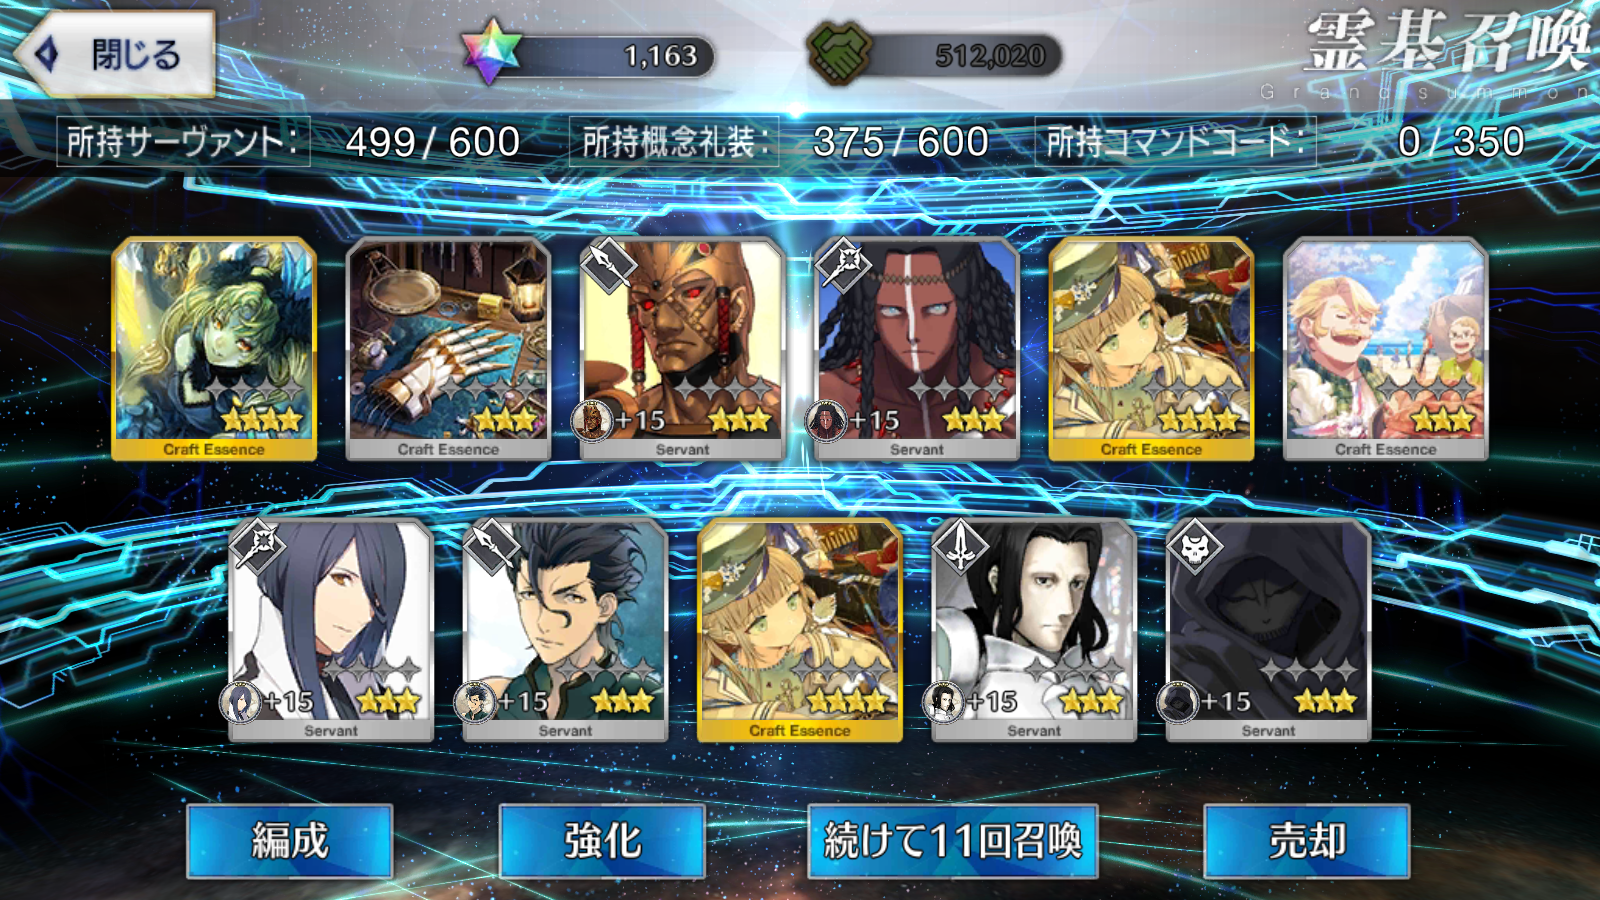 閉じる
1,163
512,020
霊基召喚
Grand summon
所持サーヴァント: 499 / 600
所持概念礼装: 375 / 600
所持コマンドコード: 0 / 350
Craft Essence
Craft Essence
+15
Servant
+15
Servant
Craft Essence
Craft Essence
+15
Servant
+15
Servant
Craft Essence
+15
Servant
+15
Servant
編成
強化
続けて11回召喚
売却